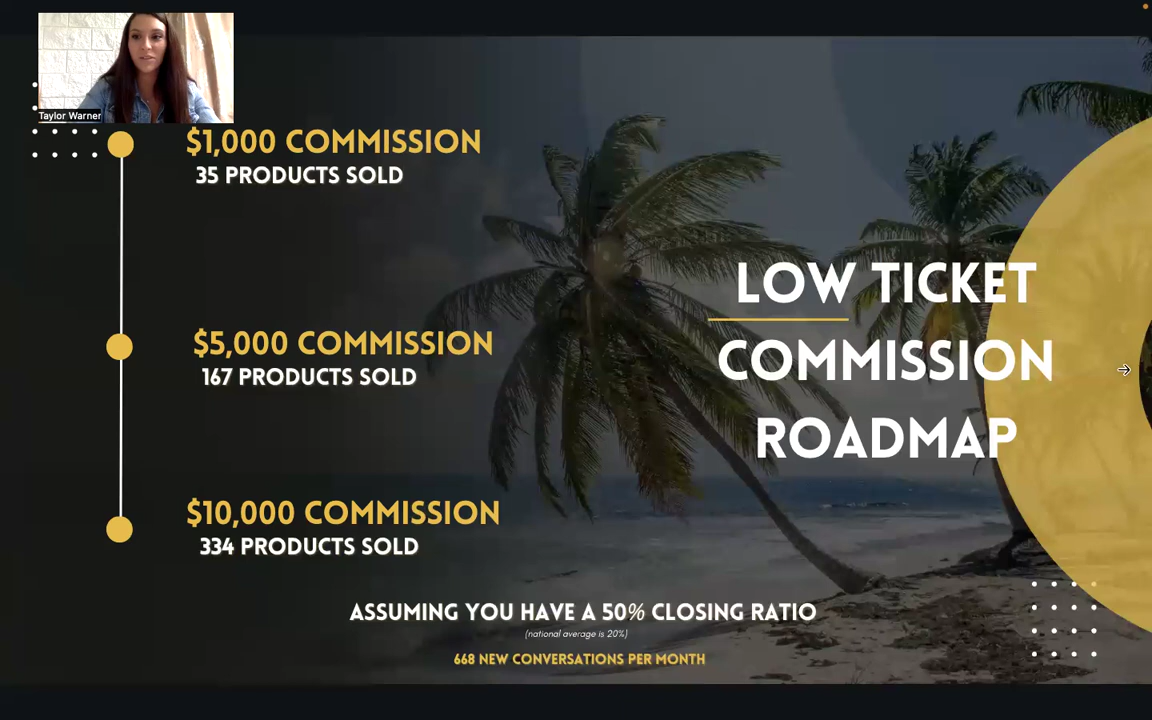 Taylor Warner
$1,000 COMMISSION
35 PRODUCTS SOLD
$5,000 COMMISSION
167 PRODUCTS SOLD
$10,000 COMMISSION
334 PRODUCTS SOLD
LOW TICKET
COMMISSION
ROADMAP
ASSUMING YOU HAVE A 50% CLOSING RATIO
(national average is 20%)
668 NEW CONVERSATIONS PER MONTH